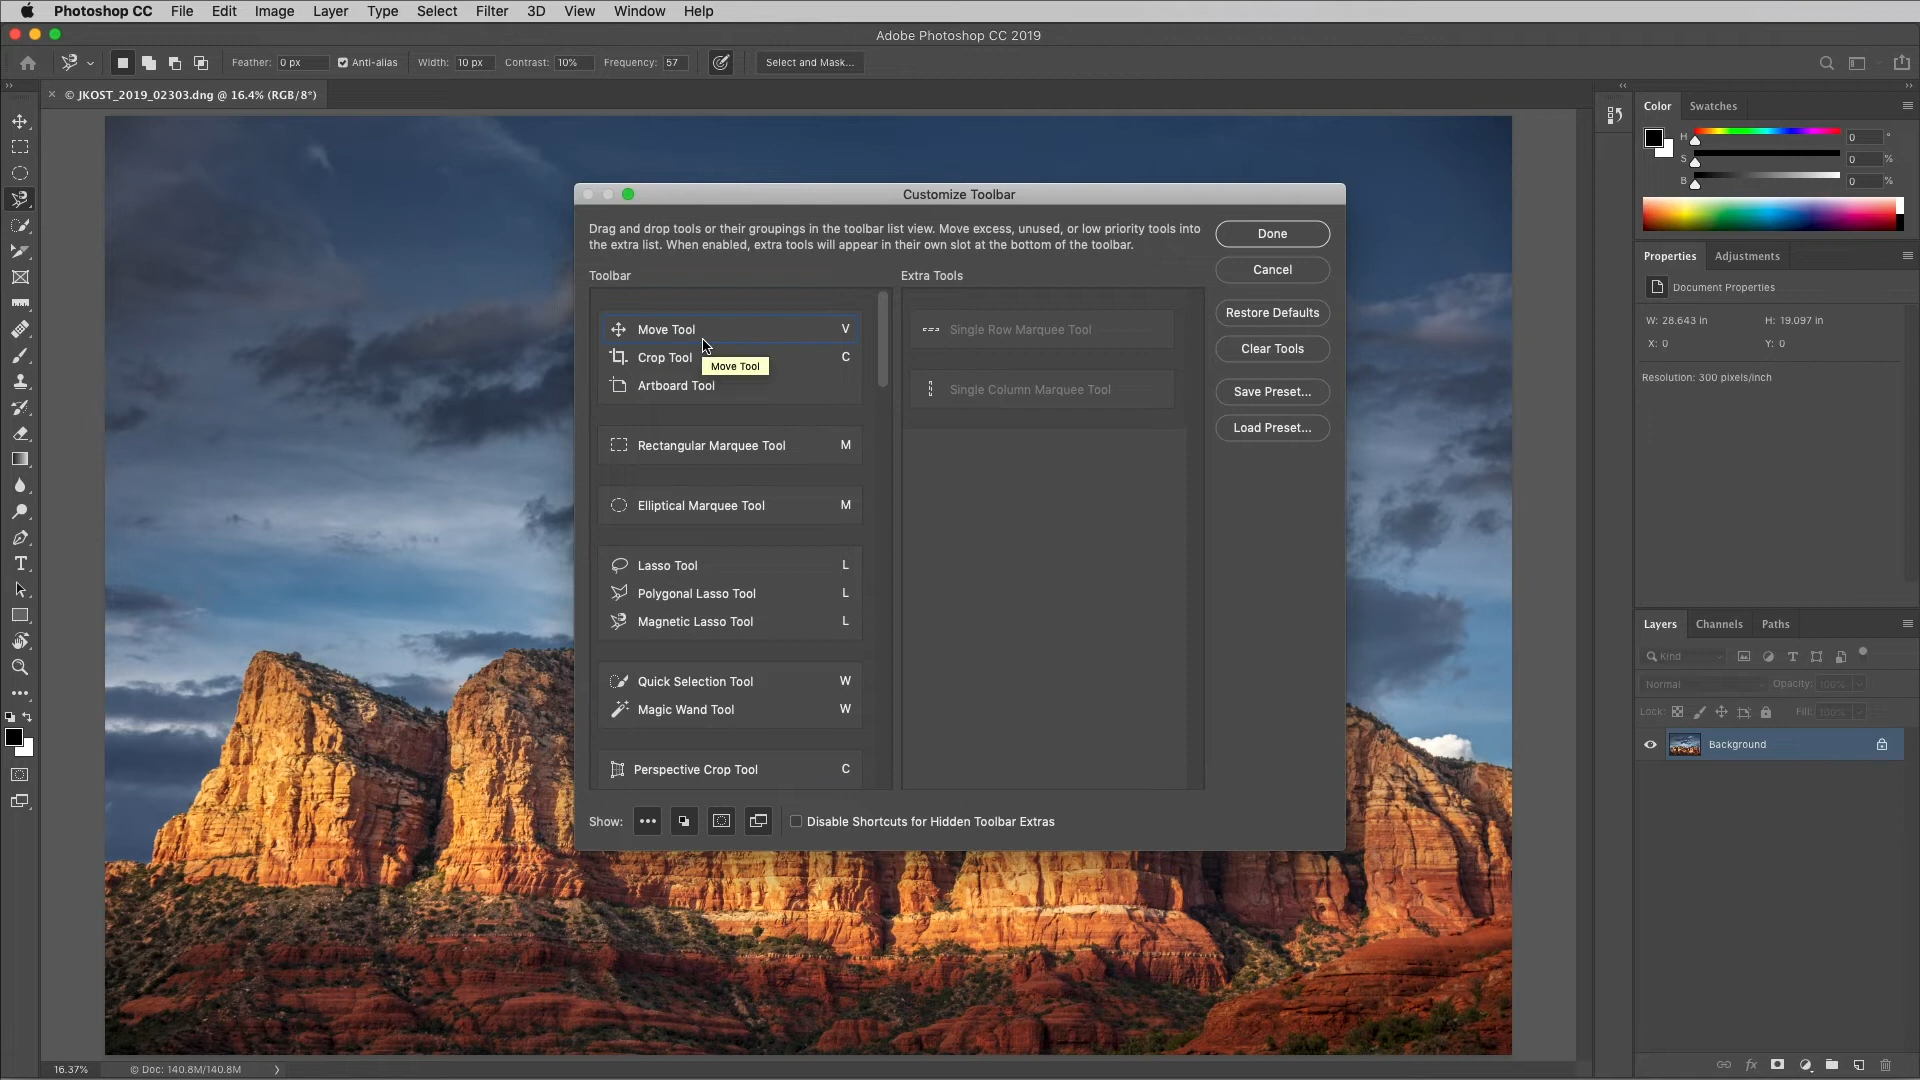 Photoshop CC File Edit Image Layer Type Select Filter 3D View Window Help
Adobe Photoshop CC 2019
Feather: 0 px Anti-alias Width: 10 px Contrast: 10% Frequency: 57 Select and Mask...
× © JKOST_2019_02303.dng @ 16.4% (RGB/8*)
Color Swatches
H 0 °
S 0 %
B 0 %
Properties Adjustments
Document Properties
W: 28.643 in H: 19.097 in
X: 0 Y: 0
Resolution: 300 pixels/inch
Customize Toolbar
Drag and drop tools or their groupings in the toolbar list view. Move excess, unused, or low priority tools into
the extra list. When enabled, extra tools will appear in their own slot at the bottom of the toolbar.
Toolbar
Move Tool V
Crop Tool C
Move Tool
Artboard Tool
Rectangular Marquee Tool M
Elliptical Marquee Tool M
Lasso Tool L
Polygonal Lasso Tool L
Magnetic Lasso Tool L
Quick Selection Tool W
Magic Wand Tool W
Perspective Crop Tool C
Extra Tools
Single Row Marquee Tool
Single Column Marquee Tool
Done
Cancel
Restore Defaults
Clear Tools
Save Preset...
Load Preset...
Show: Disable Shortcuts for Hidden Toolbar Extras
Layers Channels Paths
Kind
Normal Opacity: 100%
Lock: Fill: 100%
Background
fx
16.37% © Doc: 140.8M/140.8M